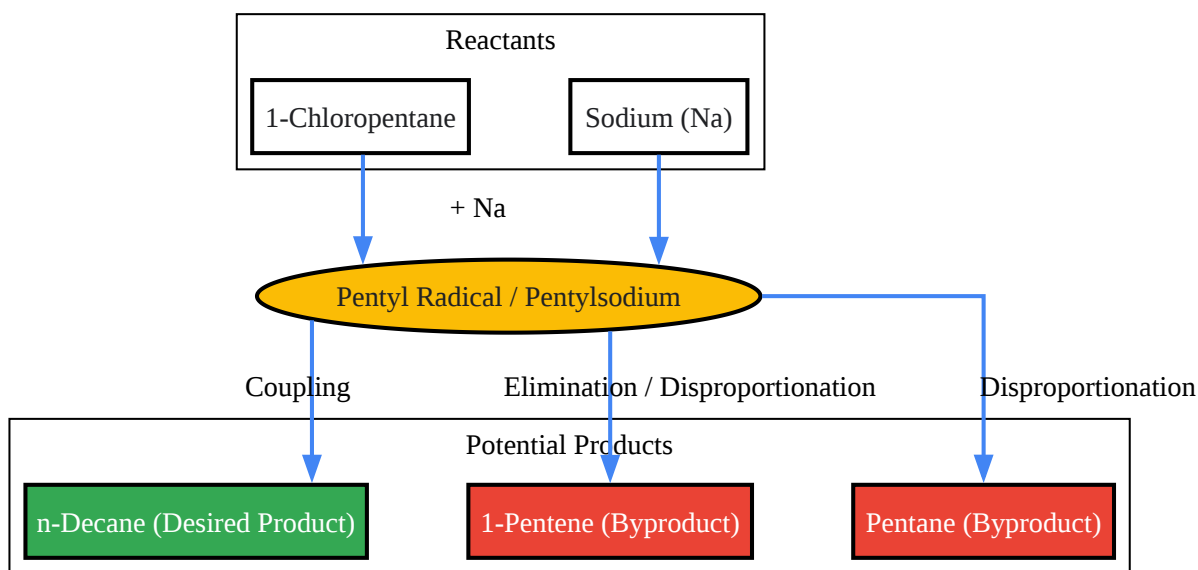 Reactants
1-Chloropentane
Sodium (Na)
+ Na
Pentyl Radical / Pentylsodium
Coupling
Elimination / Disproportionation
Disproportionation
Potential Products
n-Decane (Desired Product)
1-Pentene (Byproduct)
Pentane (Byproduct)